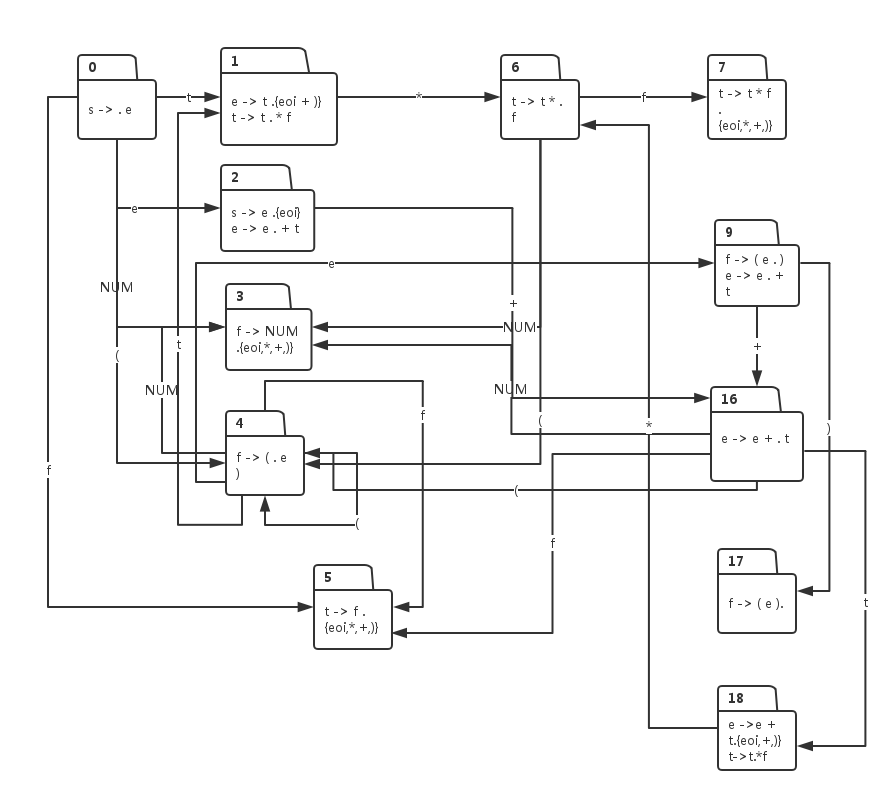 0
s -> . e
1
e -> t .{eoi + )}
t -> t . * f
6
t -> t * .
f
7
t -> t * f
.
{eoi,*,+,)}
t
*
f
2
s -> e .{eoi}
e -> e . + t
e
9
f -> ( e . )
e -> e . +
t
e
NUM
3
f -> NUM
.{eoi,*,+,)}
+
NUM
(
t
+
NUM
NUM
16
e -> e + . t
4
f -> ( . e
)
f
(
*
)
f
(
(
f
5
t -> f .
{eoi,*,+,)}
17
f -> ( e ).
t
18
e ->e +
t.{eoi,+,)}
t->t.*f